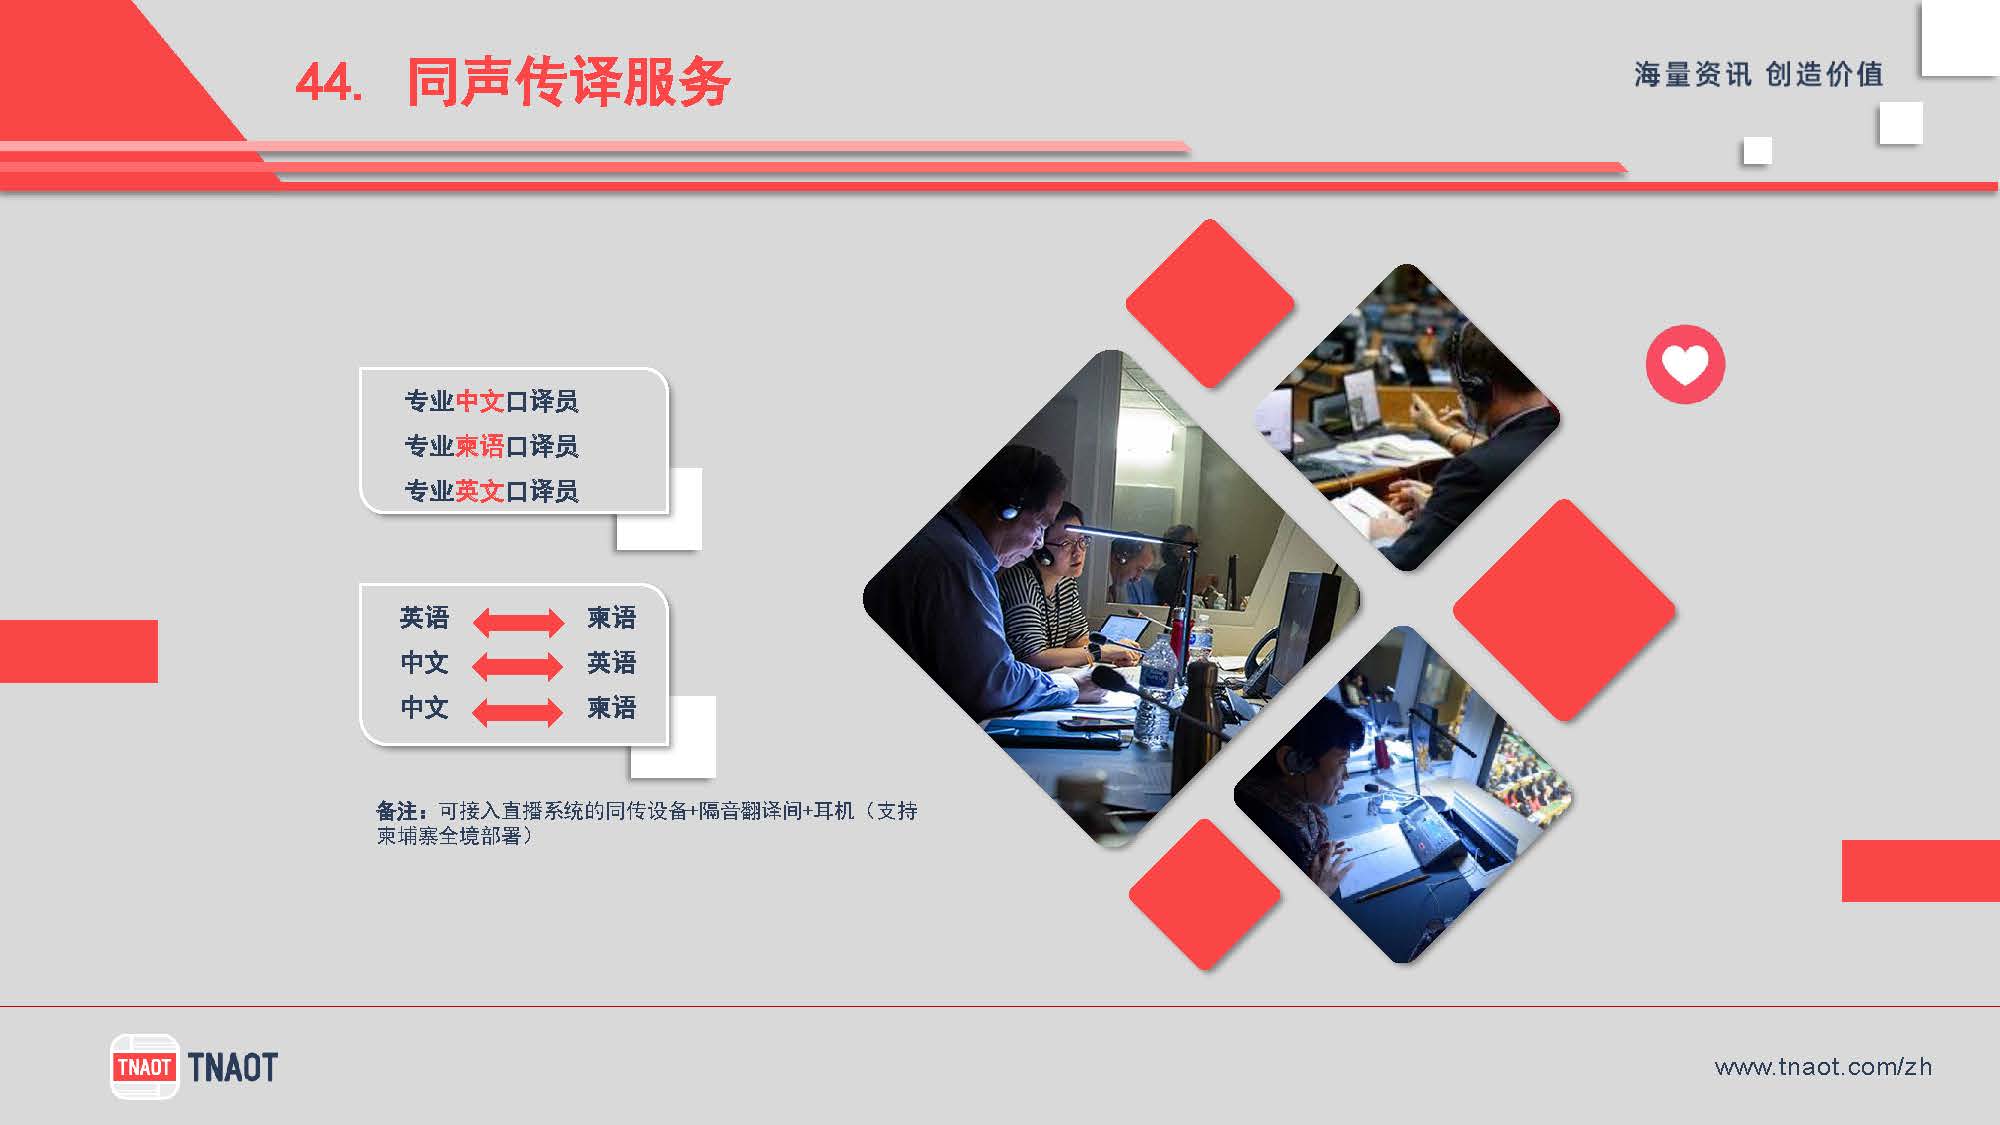 44. 同声传译服务
海量资讯 创造价值
专业中文口译员
专业柬语口译员
专业英文口译员
英语 柬语
中文 英语
中文 柬语
备注：可接入直播系统的同传设备+隔音翻译间+耳机（支持
柬埔寨全境部署）
TNAOT TNAOT
www.tnaot.com/zh